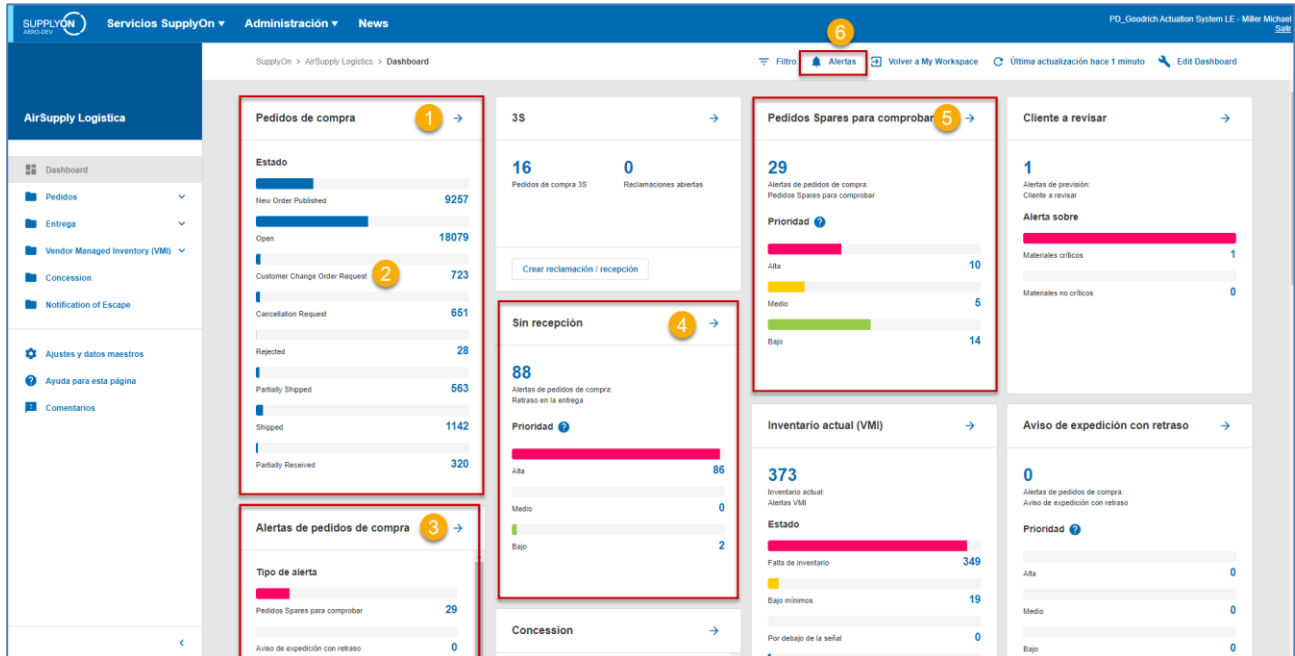 SUPPLYON
AERO-DEV
Servicios SupplyOn ▾ Administración ▾ News
PD_Goodrich Actuation System LE - Miller Michael
Salir
6
SupplyOn > AirSupply Logistics > Dashboard
Filtro Alertas Volver a My Workspace Última actualización hace 1 minuto Edit Dashboard
AirSupply Logística
Dashboard
Pedidos
Entrega
Vendor Managed Inventory (VMI)
Concession
Notification of Escape
Ajustes y datos maestros
Ayuda para esta página
Comentarios
Pedidos de compra 1 →
Estado
New Order Published 9257
Open 18079
Customer Change Order Request 2 723
Cancellation Request 651
Rejected 28
Partially Shipped 563
Shipped 1142
Partially Received 320
Alertas de pedidos de compra 3 →
Tipo de alerta
Pedidos Spares para comprobar 29
Aviso de expedición con retraso 0
3S →
16 0
Pedidos de compra 3S Reclamaciones abiertas
Crear reclamación / recepción
Sin recepción 4 →
88
Alertas de pedidos de compra:
Retraso en la entrega
Prioridad ?
Alta 86
Medio 0
Bajo 2
Concession →
Pedidos Spares para comprobar 5 →
29
Alertas de pedidos de compra:
Pedidos Spares para comprobar
Prioridad ?
Alta 10
Medio 5
Bajo 14
Inventario actual (VMI) →
373
Inventario actual:
Alertas VMI
Estado
Falta de inventario 349
Bajo mínimos 19
Por debajo de la señal 0
Cliente a revisar →
1
Alertas de previsión:
Cliente a revisar
Alerta sobre
Materiales críticos 1
Materiales no críticos 0
Aviso de expedición con retraso →
0
Alertas de pedidos de compra:
Aviso de expedición con retraso
Prioridad ?
Alta 0
Medio 0
Bajo 0